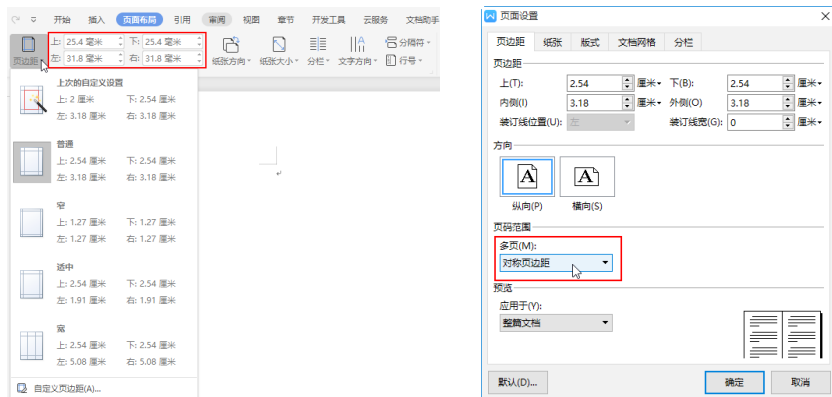 开始 插入 页面布局 引用 审阅 视图 章节 开发工具 云服务 文档助手
页边距 上: 25.4 毫米 下: 25.4 毫米 纸张方向 纸张大小 分栏 文字方向 分隔符
左: 31.8 毫米 右: 31.8 毫米 行号
上次的自定义设置
上: 2 厘米 下: 2.54 厘米
左: 3.18 厘米 右: 3.18 厘米
普通
上: 2.54 厘米 下: 2.54 厘米
左: 3.18 厘米 右: 3.18 厘米
窄
上: 1.27 厘米 下: 1.27 厘米
左: 1.27 厘米 右: 1.27 厘米
适中
上: 2.54 厘米 下: 2.54 厘米
左: 1.91 厘米 右: 1.91 厘米
宽
上: 2.54 厘米 下: 2.54 厘米
左: 5.08 厘米 右: 5.08 厘米
自定义页边距(A)...
页面设置
页边距 纸张 版式 文档网格 分栏
页边距
上(T): 2.54 厘米 下(B): 2.54 厘米
内侧(I) 3.18 厘米 外侧(O) 3.18 厘米
装订线位置(U): 左 装订线宽(G): 0 厘米
方向
A A
纵向(P) 横向(S)
页码范围
多页(M):
对称页边距
预览
应用于(Y):
整篇文档
默认(D)... 确定 取消